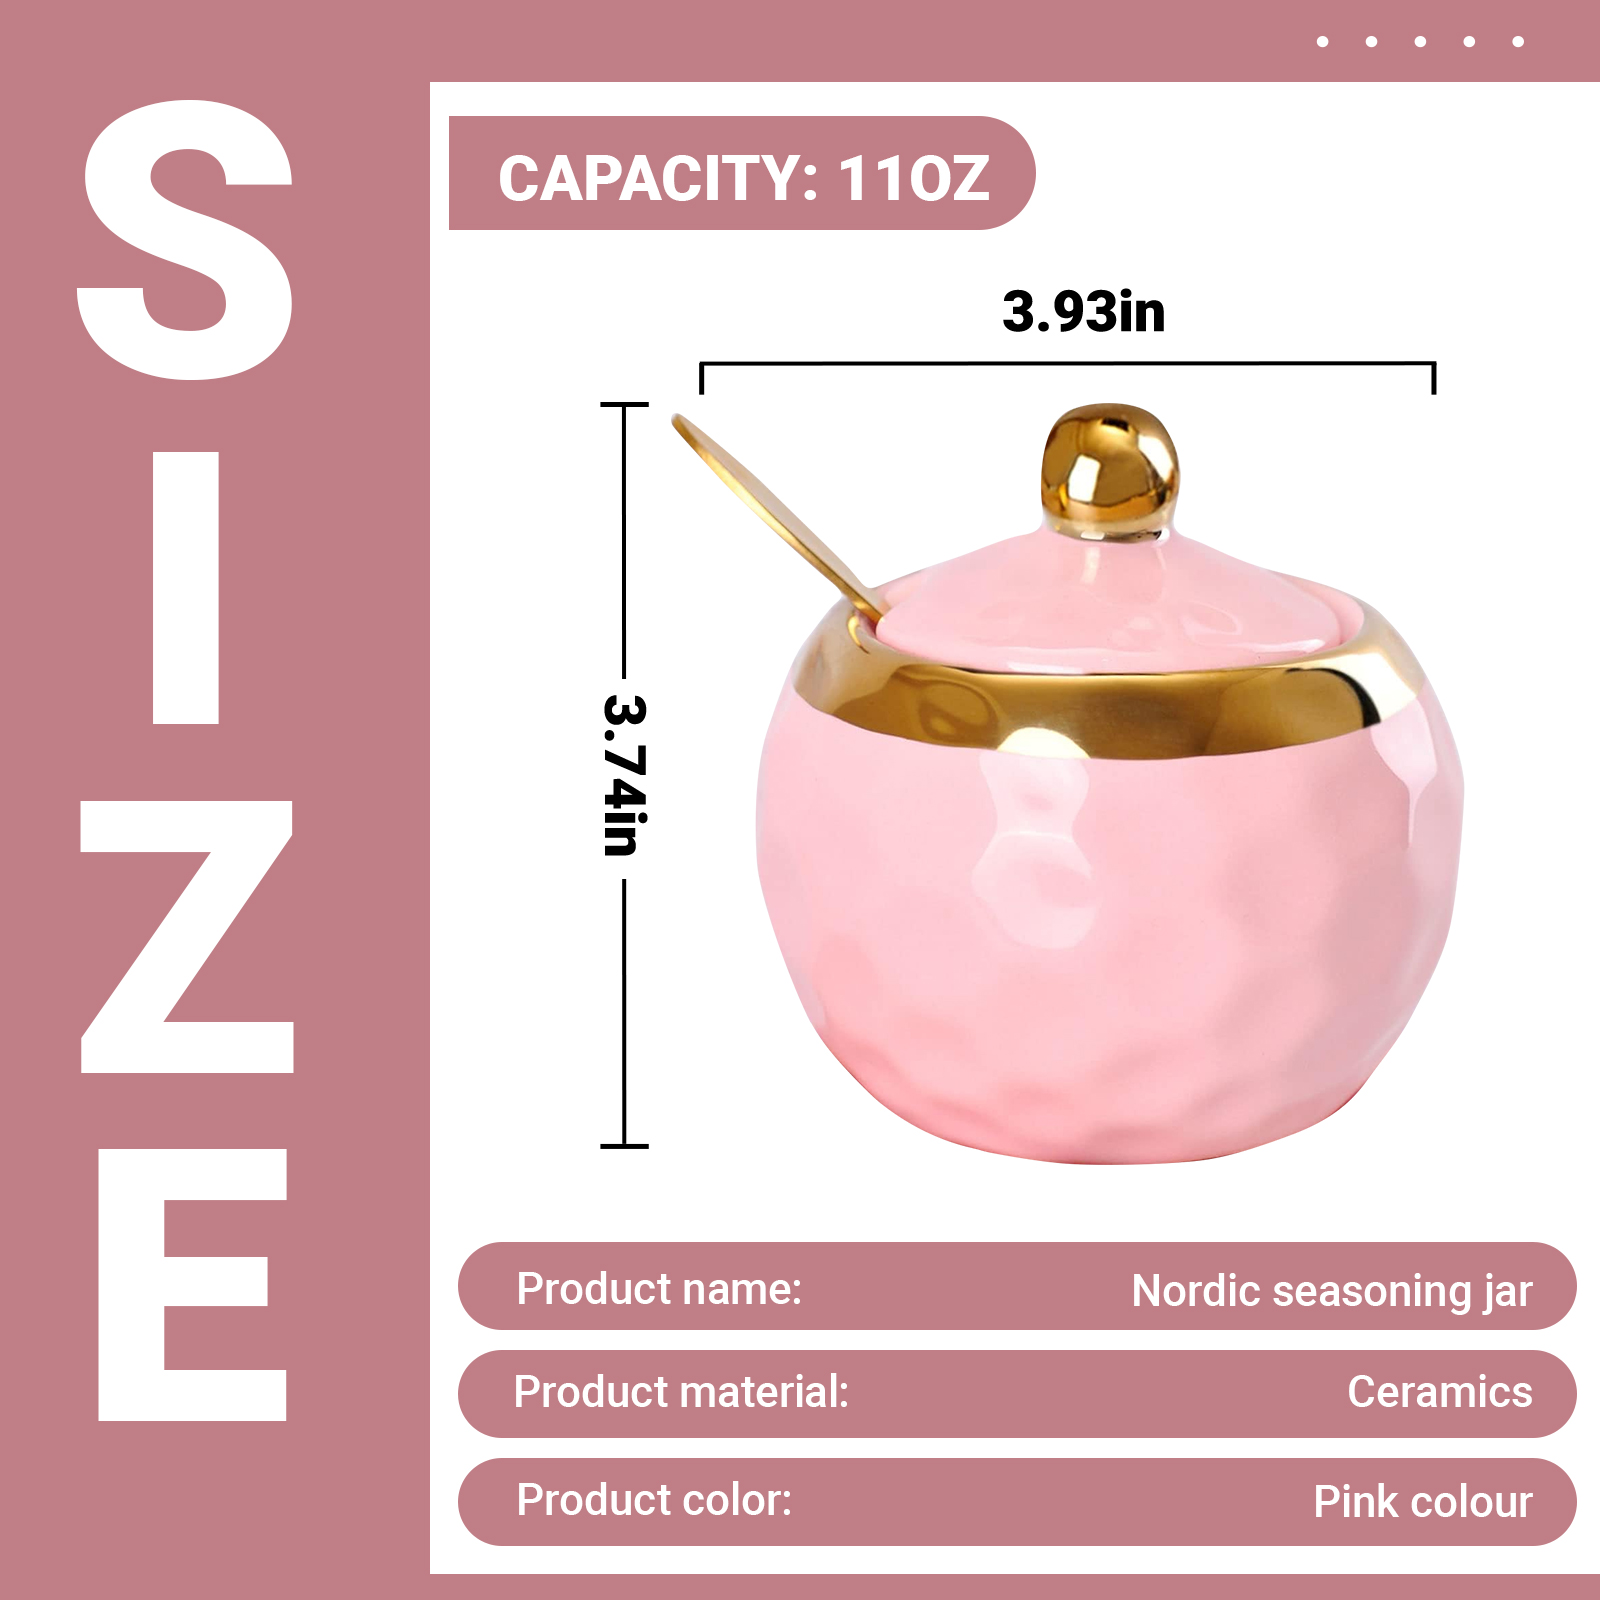 SIZE
CAPACITY: 11OZ
3.93in
3.74in
Product name: Nordic seasoning jar
Product material: Ceramics
Product color: Pink colour